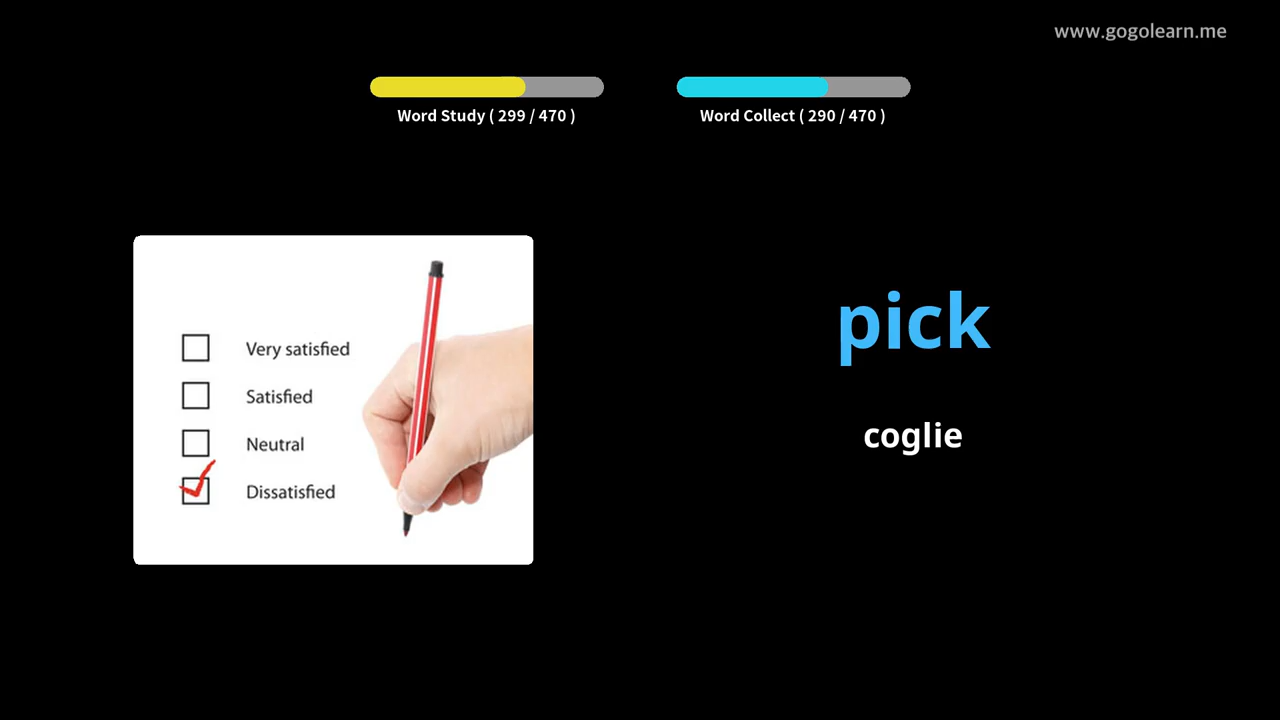 www.gogolearn.me
Word Study ( 299 / 470 )
Word Collect ( 290 / 470 )
Very satisfied
Satisfied
Neutral
Dissatisfied
pick
coglie